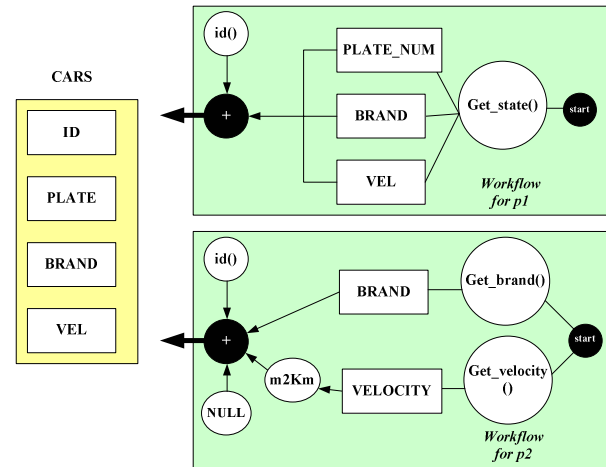 CARS
ID
PLATE
BRAND
VEL
id()
+
PLATE_NUM
BRAND
VEL
Get_state()
start
Workflow
for p1
id()
+
NULL
m2Km
BRAND
VELOCITY
Get_brand()
Get_velocity
()
start
Workflow
for p2